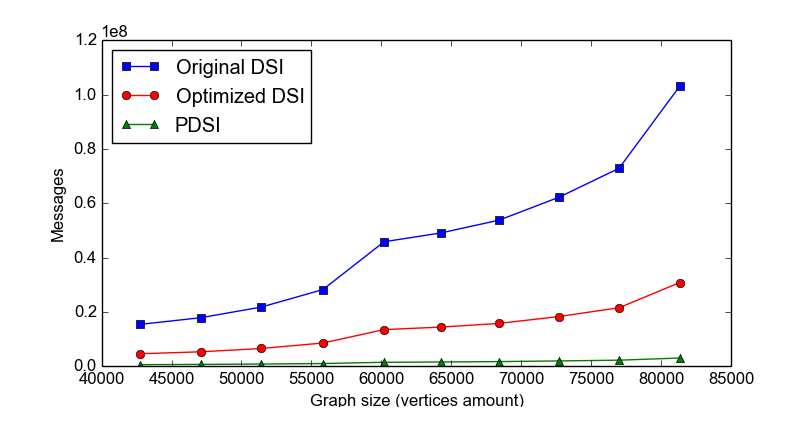 1e8
1.2
1.0
0.8
0.6
0.4
0.2
0.0
Messages
Original DSI
Optimized DSI
PDSI
40000 45000 50000 55000 60000 65000 70000 75000 80000 85000
Graph size (vertices amount)